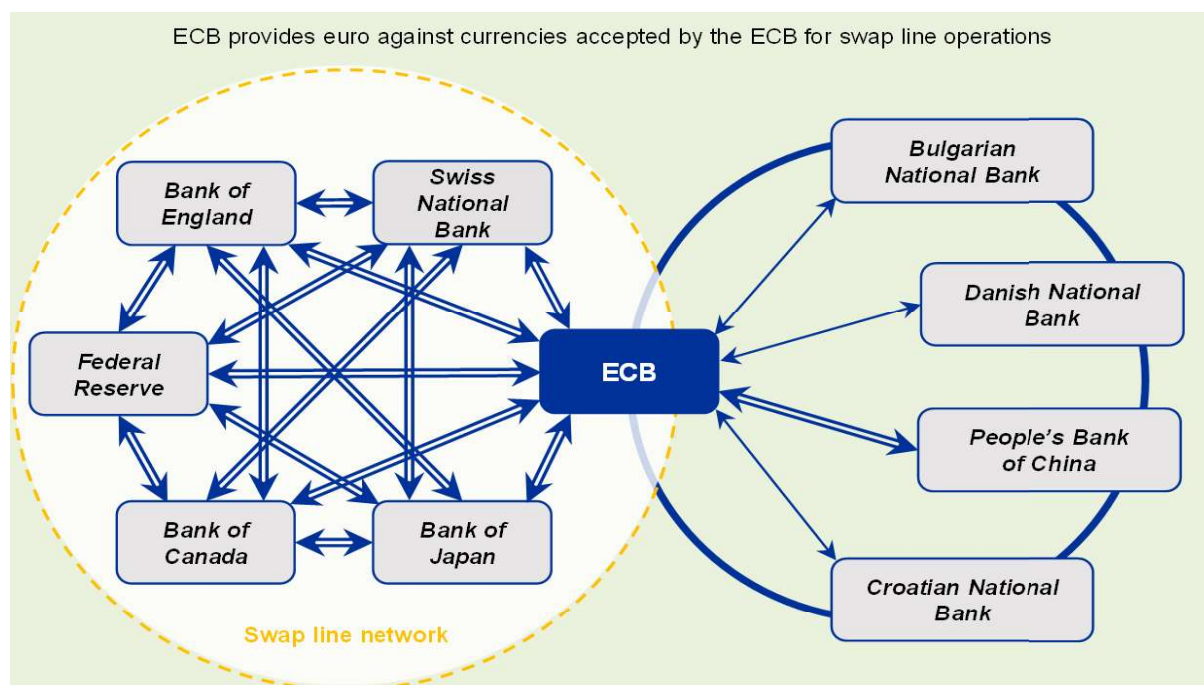 ECB provides euro against currencies accepted by the ECB for swap line operations
Bank of
England
Swiss
National
Bank
Bulgarian
National Bank
Danish National
Bank
Federal
Reserve
ECB
People's Bank
of China
Bank of
Canada
Bank of
Japan
Croatian National
Bank
Swap line network